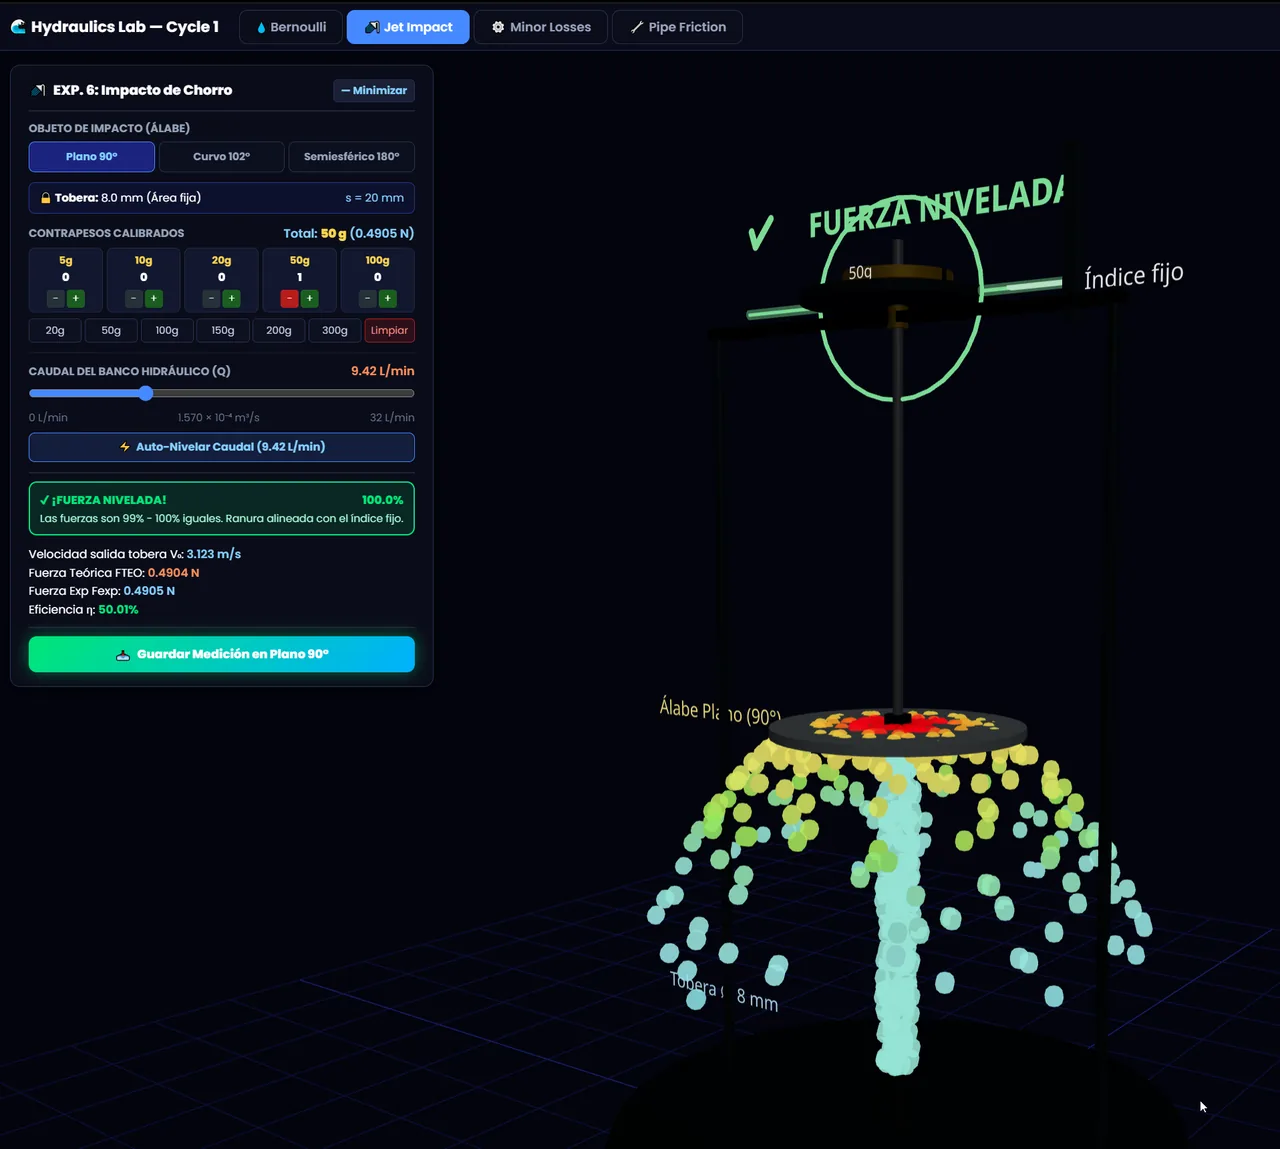 Hydraulics Lab — Cycle 1
Bernoulli
Jet Impact
Minor Losses
Pipe Friction
EXP. 6: Impacto de Chorro
— Minimizar
OBJETO DE IMPACTO (ÁLABE)
Plano 90°
Curvo 102°
Semiesférico 180°
Tobera: 8.0 mm (Área fija)
s = 20 mm
CONTRAPESOS CALIBRADOS
Total: 50 g (0.4905 N)
5g
10g
20g
50g
100g
0
0
0
1
0
− +
− +
− +
− +
− +
20g
50g
100g
150g
200g
300g
Limpiar
CAUDAL DEL BANCO HIDRÁULICO (Q)
9.42 L/min
0 L/min
1.570 × 10⁻⁴ m³/s
32 L/min
⚡ Auto-Nivelar Caudal (9.42 L/min)
✓ ¡FUERZA NIVELADA!
100.0%
Las fuerzas son 99% - 100% iguales. Ranura alineada con el índice fijo.
Velocidad salida tobera V₀: 3.123 m/s
Fuerza Teórica FTEO: 0.4904 N
Fuerza Exp Fexp: 0.4905 N
Eficiencia η: 50.01%
Guardar Medición en Plano 90°
✓ FUERZA NIVELADA
50g
Índice fijo
Álabe Plano (90°)
Tobera 8 mm